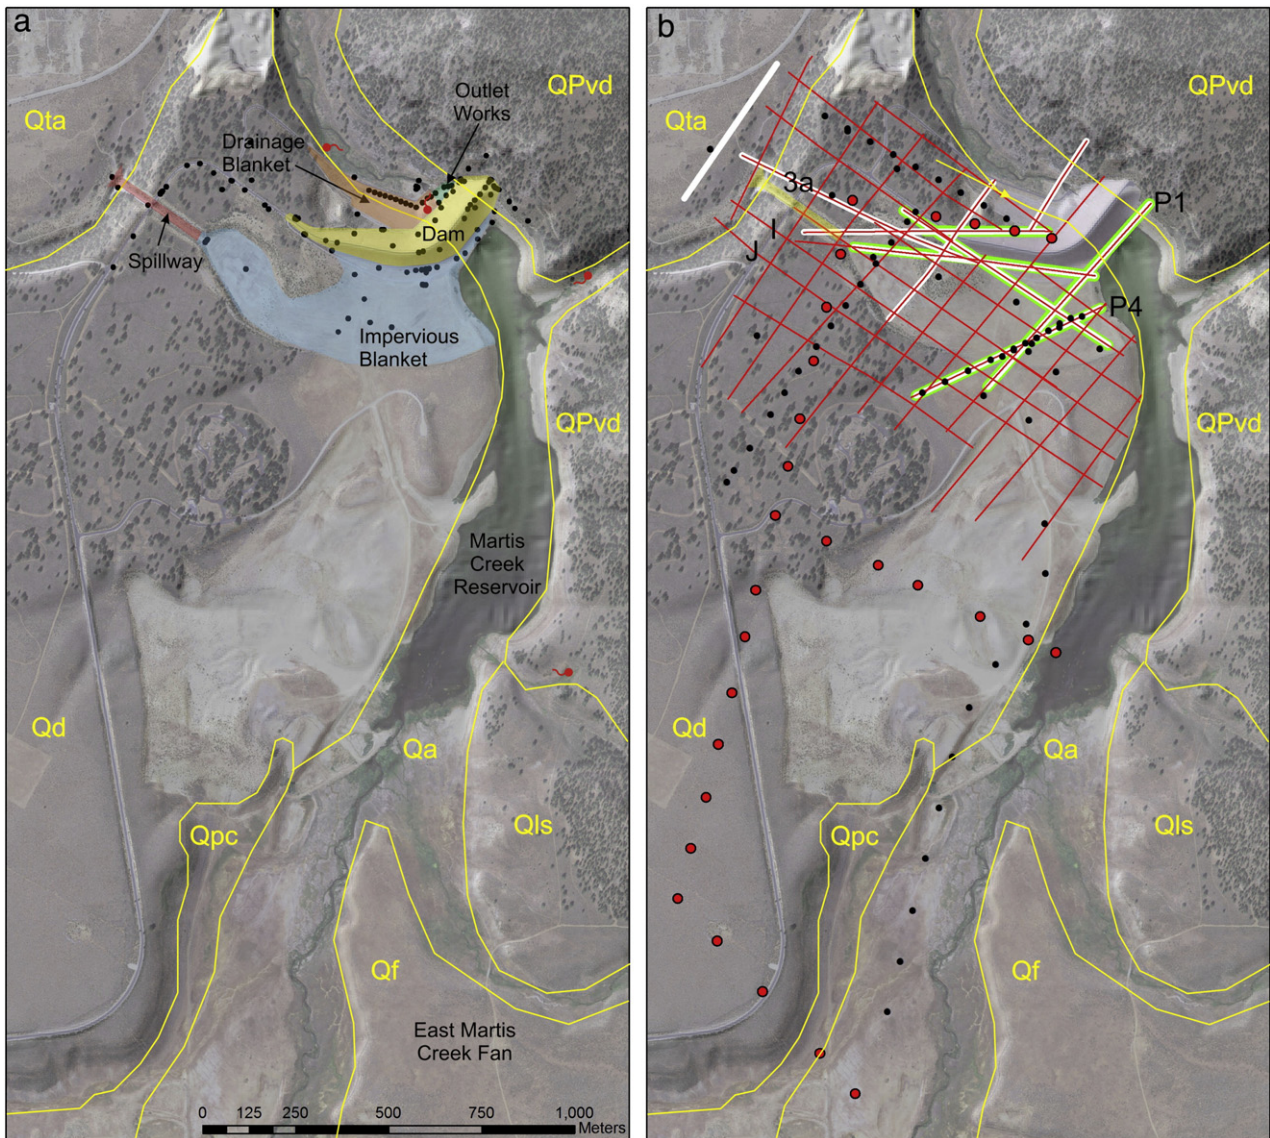 a
QPvd
Outlet
Works
Qta
Drainage
Blanket
Dam
Spillway
Impervious
Blanket
QPvd
Martis
Creek
Reservoir
Qd
Qa
Qpc
Qls
Qf
East Martis
Creek Fan
0 125 250 500 750 1,000
Meters
b
QPvd
Qta
3a
P1
I
J
P4
QPvd
Qd
Qa
Qpc
Qls
Qf